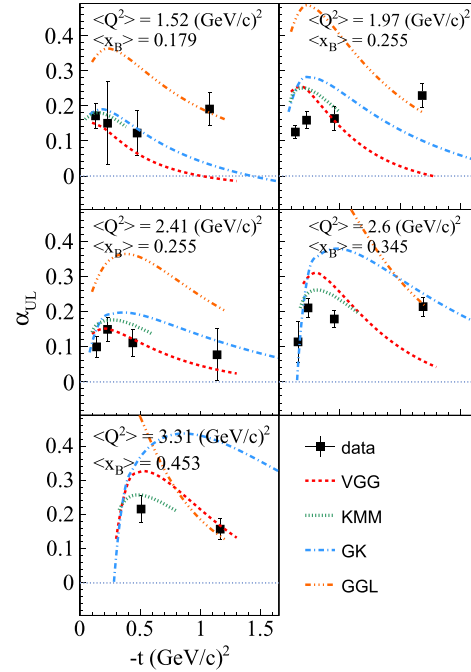 <Q²> = 1.52 (GeV/c)²
<x_B> = 0.179
<Q²> = 1.97 (GeV/c)²
<x_B> = 0.255
0.4
0.3
0.2
0.1
0
<Q²> = 2.41 (GeV/c)²
<x_B> = 0.255
<Q²> = 2.6 (GeV/c)²
<x_B> = 0.345
0.4
0.3
0.2
0.1
0
α_UL
<Q²> = 3.31 (GeV/c)²
<x_B> = 0.453
0.4
0.3
0.2
0.1
0
data
VGG
KMM
GK
GGL
0 0.5 1 1.5
-t (GeV/c)²